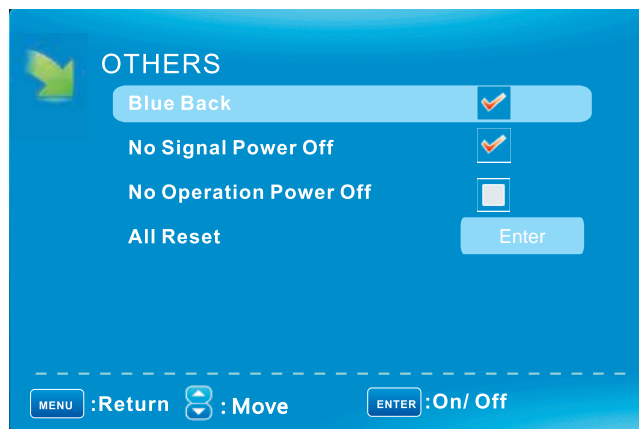 OTHERS
Blue Back
No Signal Power Off
No Operation Power Off
All Reset Enter
MENU :Return : Move ENTER :On/ Off